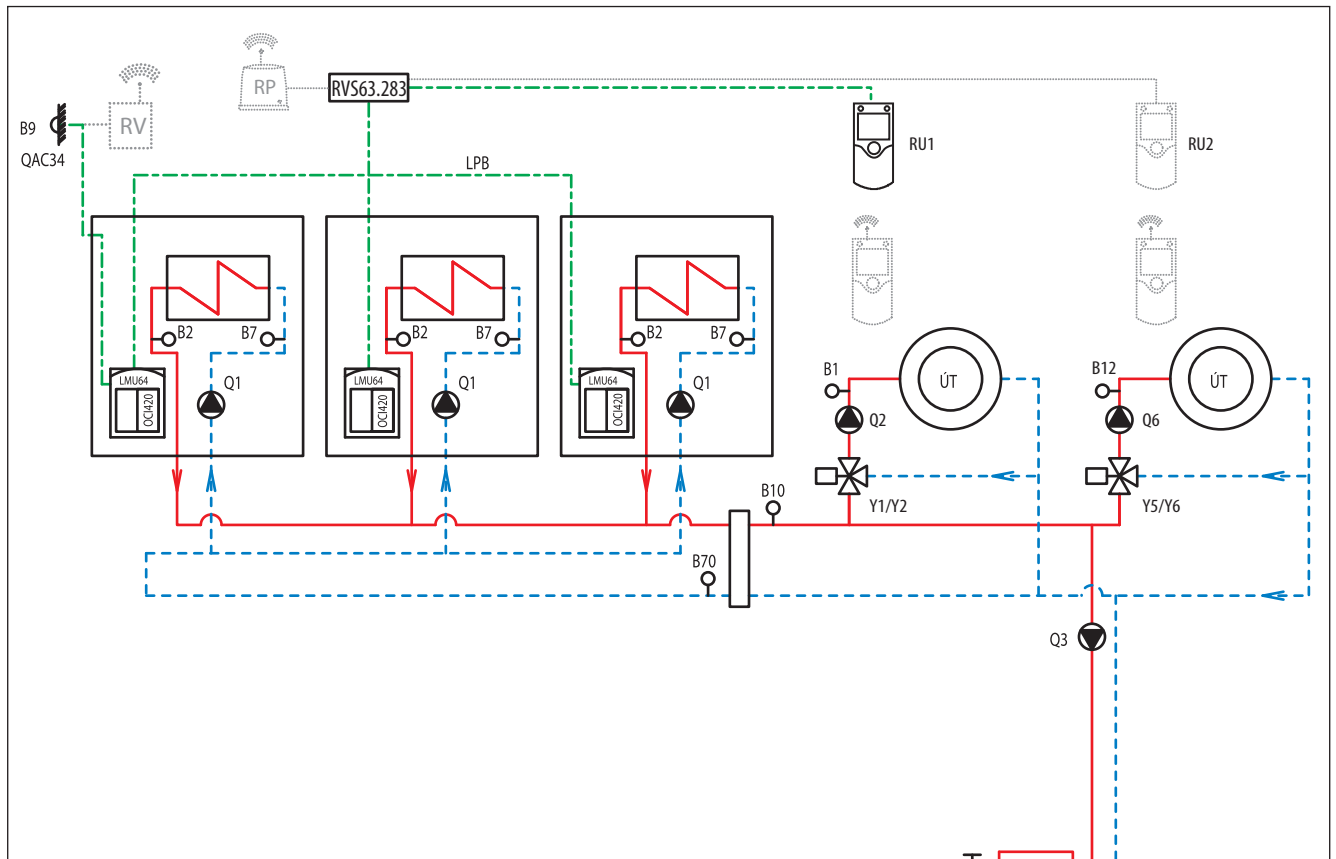 RP
RVS63.283
RV
B9
QAC34
RU1
RU2
LPB
B2
B7
B2
B7
B2
B7
LMU64
OCI420
Q1
LMU64
OCI420
Q1
LMU64
OCI420
Q1
B1
ÚT
B12
ÚT
Q2
Q6
Y1/Y2
Y5/Y6
B10
B70
Q3